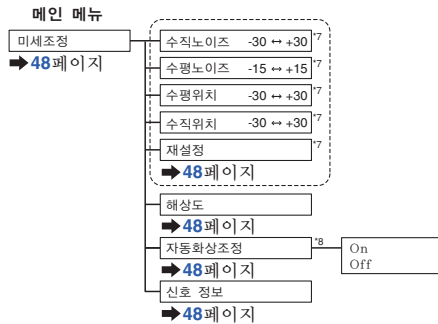 메인 메뉴
미세조정
➡48페이지
수직노이즈 -30 ↔ +30 *7
수평노이즈 -15 ↔ +15 *7
수평위치 -30 ↔ +30 *7
수직위치 -30 ↔ +30 *7
재설정 *7
➡48페이지
해상도
➡48페이지
자동화상조정 *8
On
Off
➡48페이지
신호 정보
➡48페이지